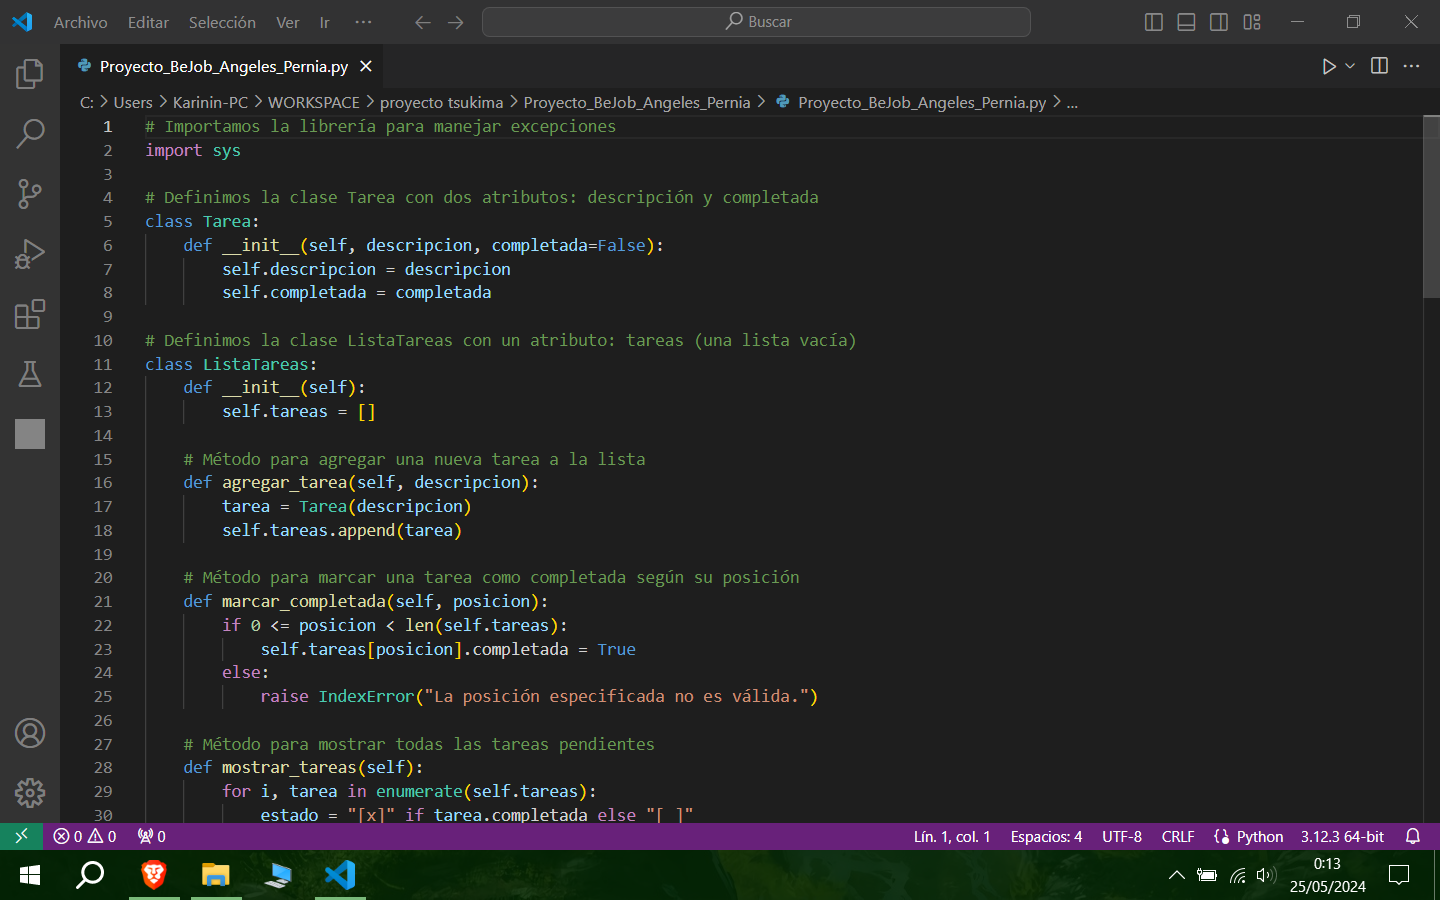 Archivo Editar Selección Ver Ir ··· Buscar
Proyecto_BeJob_Angeles_Pernia.py
C: > Users > Karinin-PC > WORKSPACE > proyecto tsukima > Proyecto_BeJob_Angeles_Pernia > Proyecto_BeJob_Angeles_Pernia.py > ...
1 # Importamos la librería para manejar excepciones
2 import sys
3
4 # Definimos la clase Tarea con dos atributos: descripción y completada
5 class Tarea:
6     def __init__(self, descripcion, completada=False):
7         self.descripcion = descripcion
8         self.completada = completada
9
10 # Definimos la clase ListaTareas con un atributo: tareas (una lista vacía)
11 class ListaTareas:
12     def __init__(self):
13         self.tareas = []
14
15     # Método para agregar una nueva tarea a la lista
16     def agregar_tarea(self, descripcion):
17         tarea = Tarea(descripcion)
18         self.tareas.append(tarea)
19
20     # Método para marcar una tarea como completada según su posición
21     def marcar_completada(self, posicion):
22         if 0 <= posicion < len(self.tareas):
23             self.tareas[posicion].completada = True
24         else:
25             raise IndexError("La posición especificada no es válida.")
26
27     # Método para mostrar todas las tareas pendientes
28     def mostrar_tareas(self):
29         for i, tarea in enumerate(self.tareas):
30             estado = "[x]" if tarea.completada else "[ ]"
0 0 0 Lín. 1, col. 1 Espacios: 4 UTF-8 CRLF Python 3.12.3 64-bit
0:13
25/05/2024